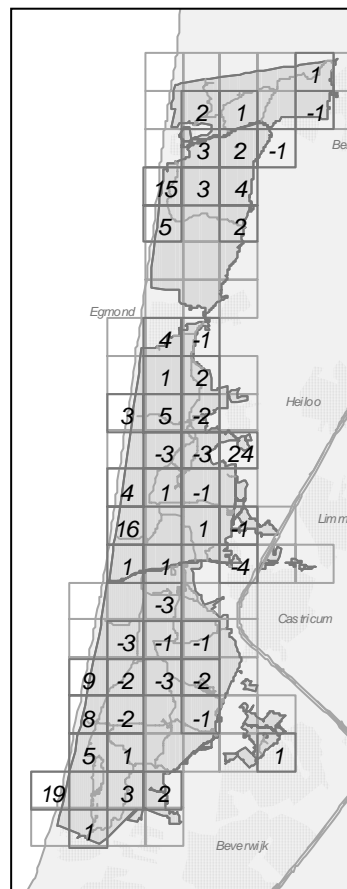 1
2 1 -1
Be
3 2 -1
15 3 4
5 2
Egmond
4 -1
1 2
Heiloo
3 5 -2
-3 -3 24
4 1 -1
Limm
16 1 -1
1 1 -4
-3
Castricum
-3 -1 -1
9 -2 -3 -2
8 -2 -1
5 1 1
19 3 2
1
Beverwijk